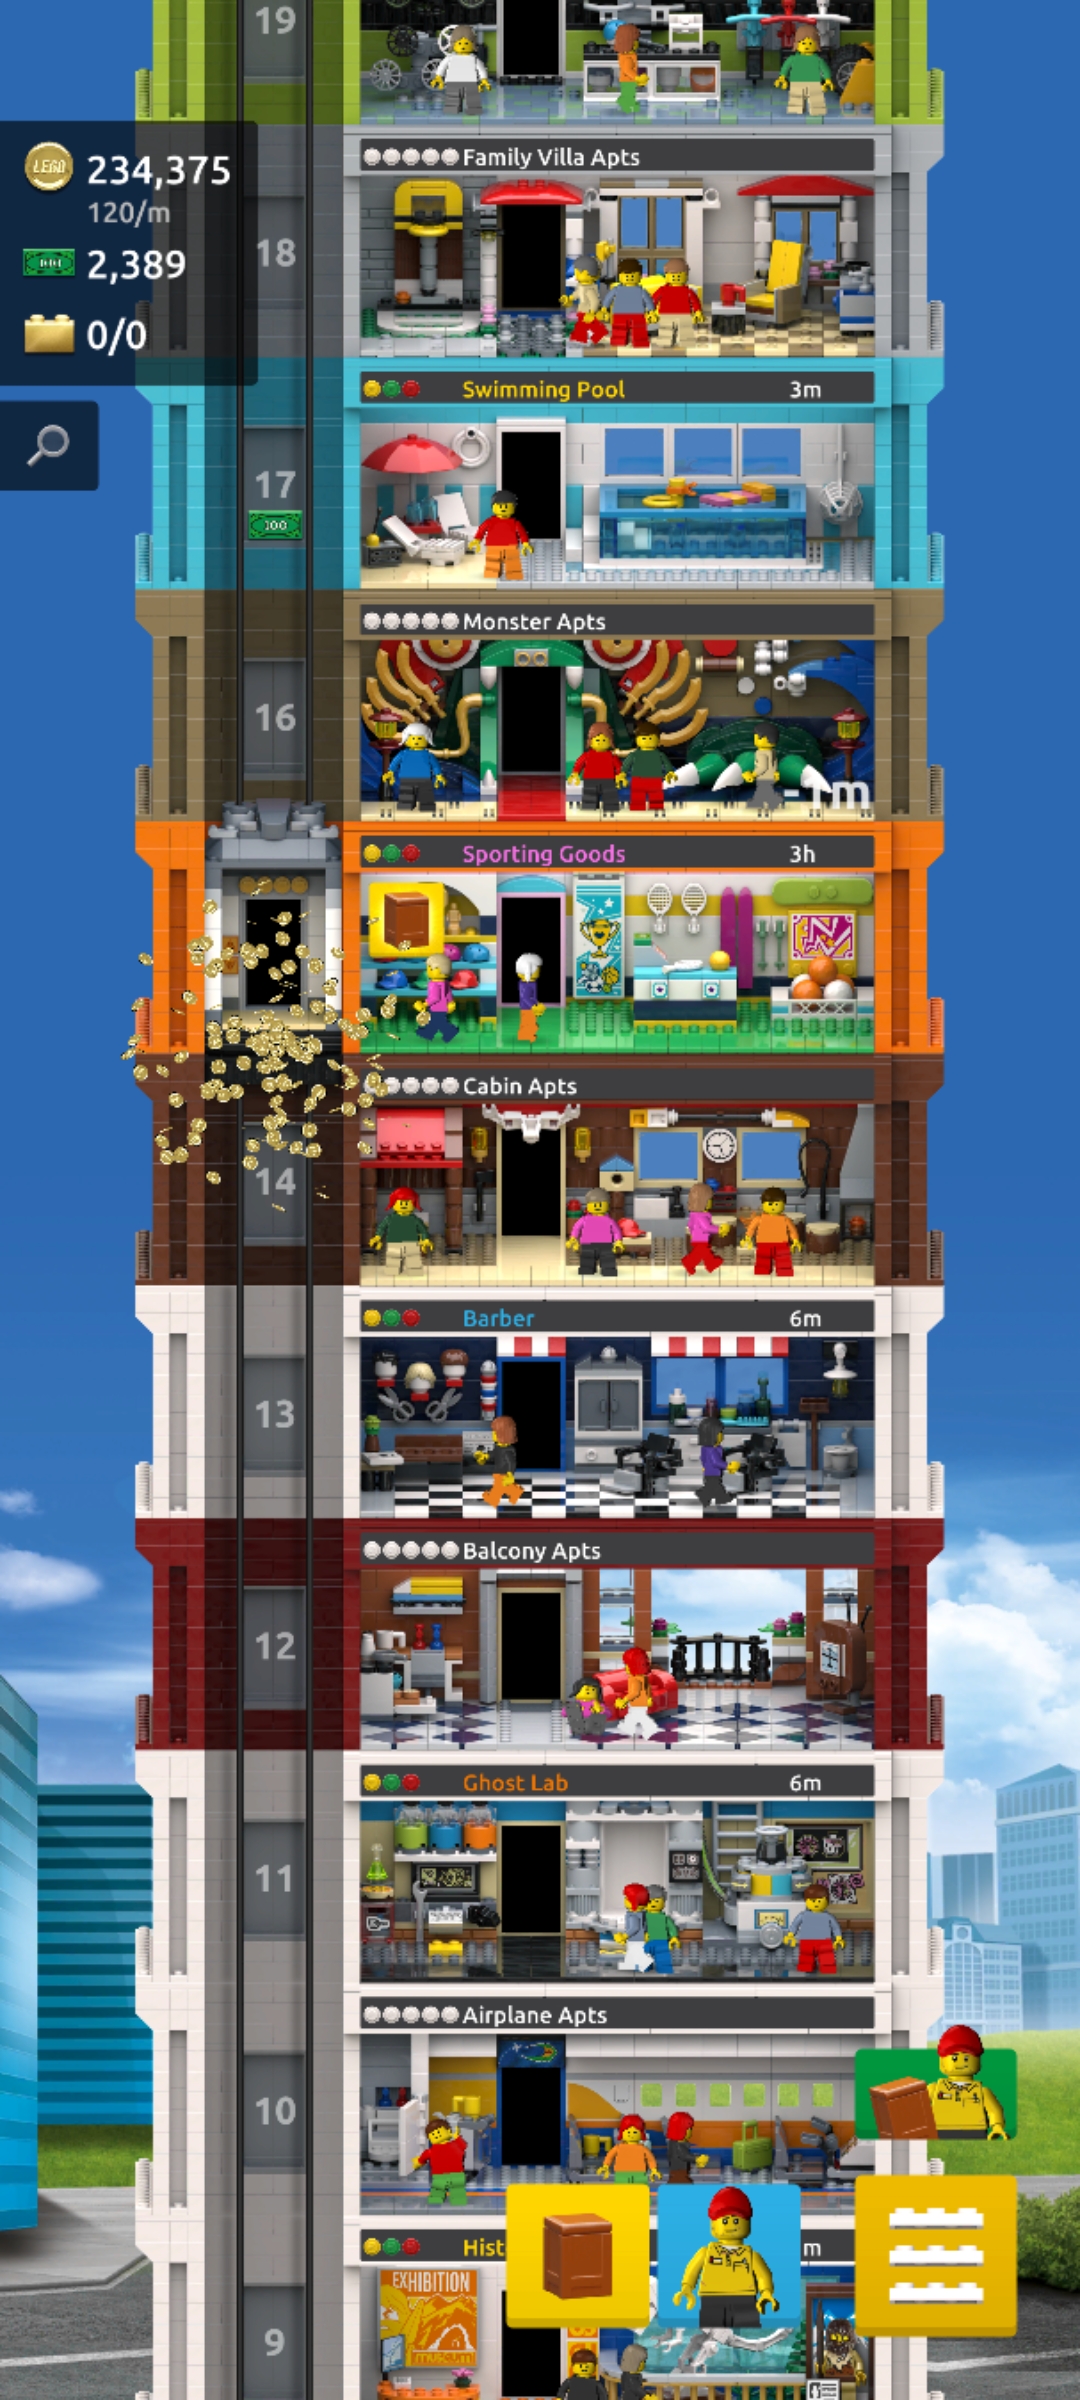 19
LEGO
234,375
120/m
2,389
0/0
Family Villa Apts
18
Swimming Pool 3m
17
100
Monster Apts
16
-1m
Sporting Goods 3h
Cabin Apts
14
Barber 6m
13
Balcony Apts
12
Ghost Lab 6m
11
Airplane Apts
10
Hist
m
EXHIBITION
museum
9